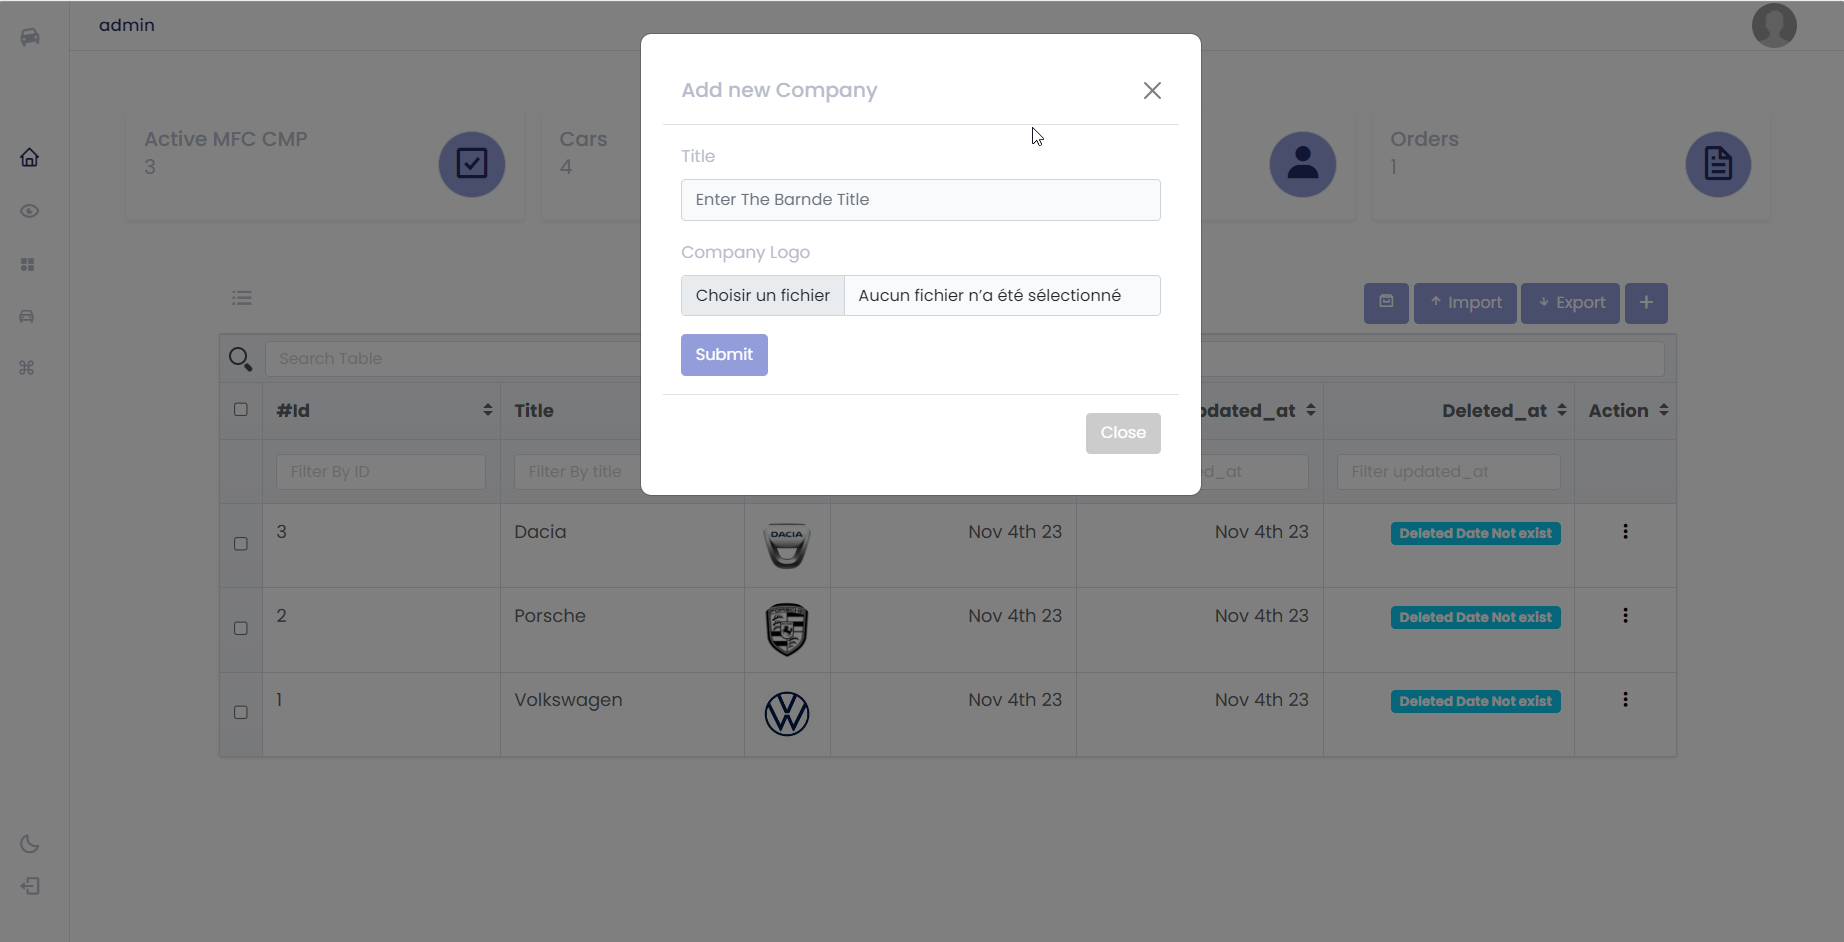 admin
Add new Company
Active MFC CMP
3
Cars
4
Orders
1
Title
Enter The Barnde Title
Company Logo
Choisir un fichier Aucun fichier n'a été sélectionné
Submit
Close
Import
Export
Search Table
#Id
Title
pdated_at
Deleted_at
Action
Filter By ID
Filter By title
ed_at
Filter updated_at
3 Dacia DACIA Nov 4th 23 Nov 4th 23 Deleted Date Not exist
2 Porsche Nov 4th 23 Nov 4th 23 Deleted Date Not exist
1 Volkswagen Nov 4th 23 Nov 4th 23 Deleted Date Not exist